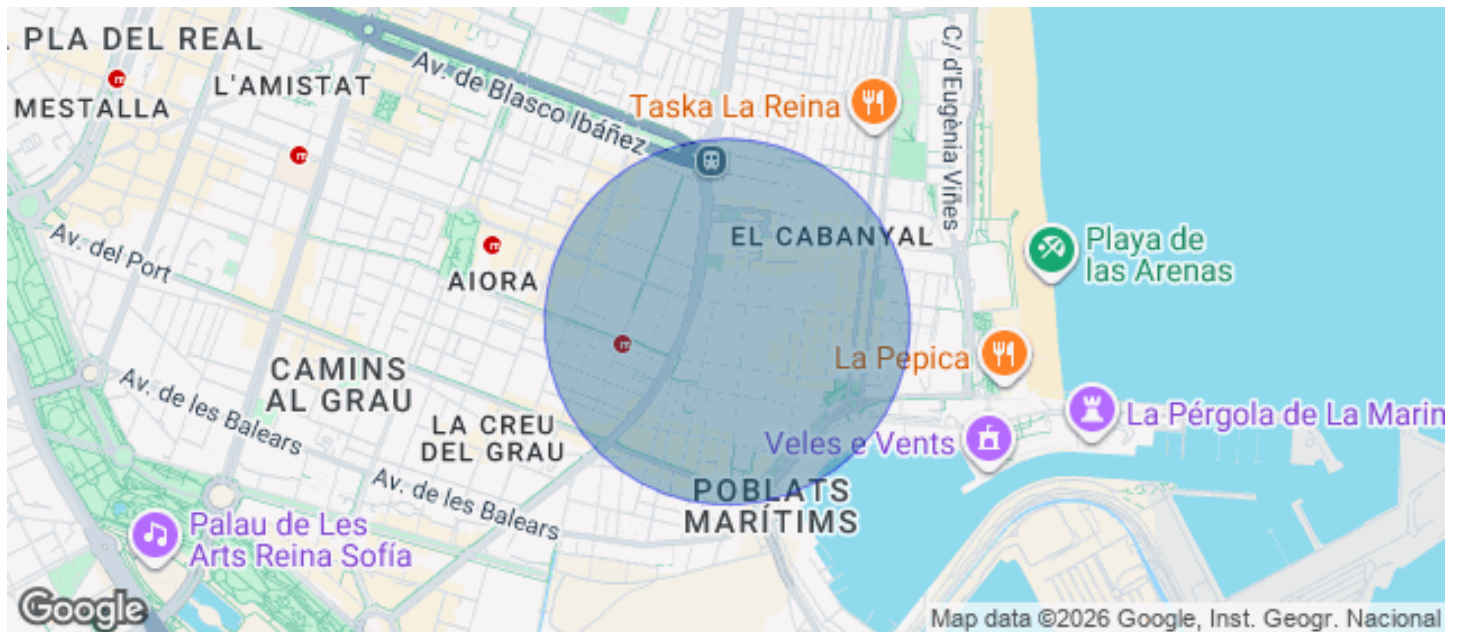 PLA DEL REAL
L'AMISTAT
MESTALLA
Av. de Blasco Ibáñez
Taska La Reina
C/ d'Eugènia Viñes
EL CABANYAL
Playa de
las Arenas
Av. del Port
AIORA
CAMINS
AL GRAU
La Pepica
Av. de les Balears
LA CREU
DEL GRAU
La Pérgola de La Marin
Veles e Vents
Av. de les Balears
POBLATS
MARÍTIMS
Palau de Les
Arts Reina Sofía
Google
Map data ©2026 Google, Inst. Geogr. Nacional